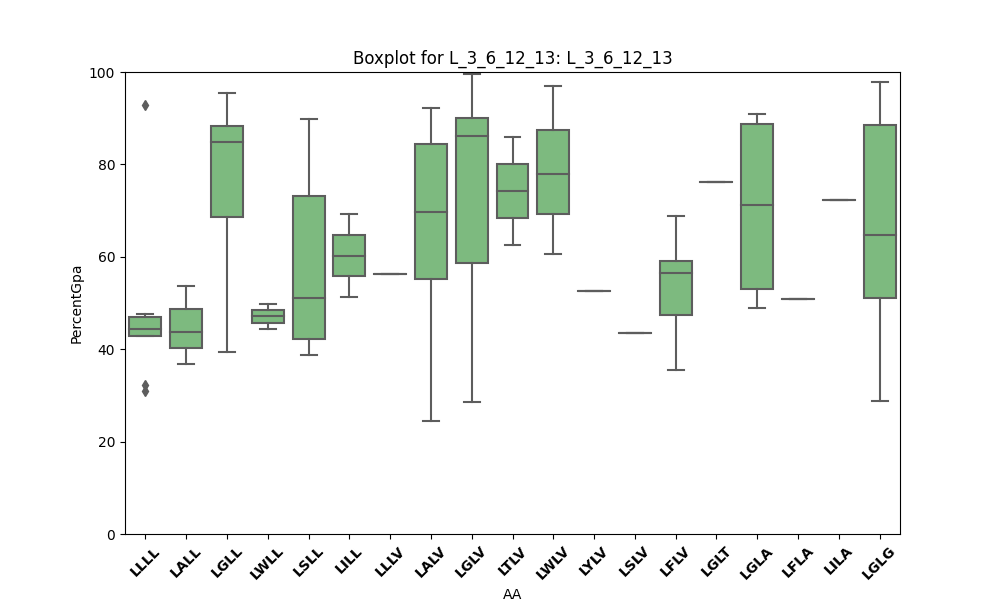 Boxplot for L_3_6_12_13: L_3_6_12_13
100
80
60
40
20
0
PercentGpa
LLLL LALL LGLL LWLL LSLL LILL LLLV LALV LGLV LTLV LWLV LYLV LSLV LFLV LGLT LGLA LFLA LILA LGLG
AA